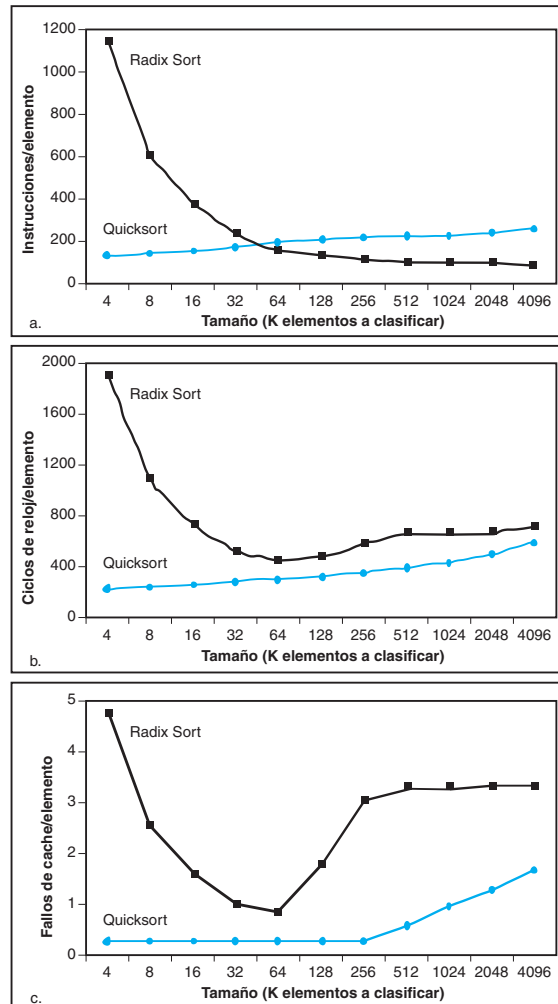 1200
1000
800
600
400
200
0
Instrucciones/elemento
Radix Sort
Quicksort
4 8 16 32 64 128 256 512 1024 2048 4096
Tamaño (K elementos a clasificar)
a.
2000
1600
1200
800
400
0
Ciclos de reloj/elemento
Radix Sort
Quicksort
4 8 16 32 64 128 256 512 1024 2048 4096
Tamaño (K elementos a clasificar)
b.
5
4
3
2
1
0
Fallos de cache/elemento
Radix Sort
Quicksort
4 8 16 32 64 128 256 512 1024 2048 4096
Tamaño (K elementos a clasificar)
c.